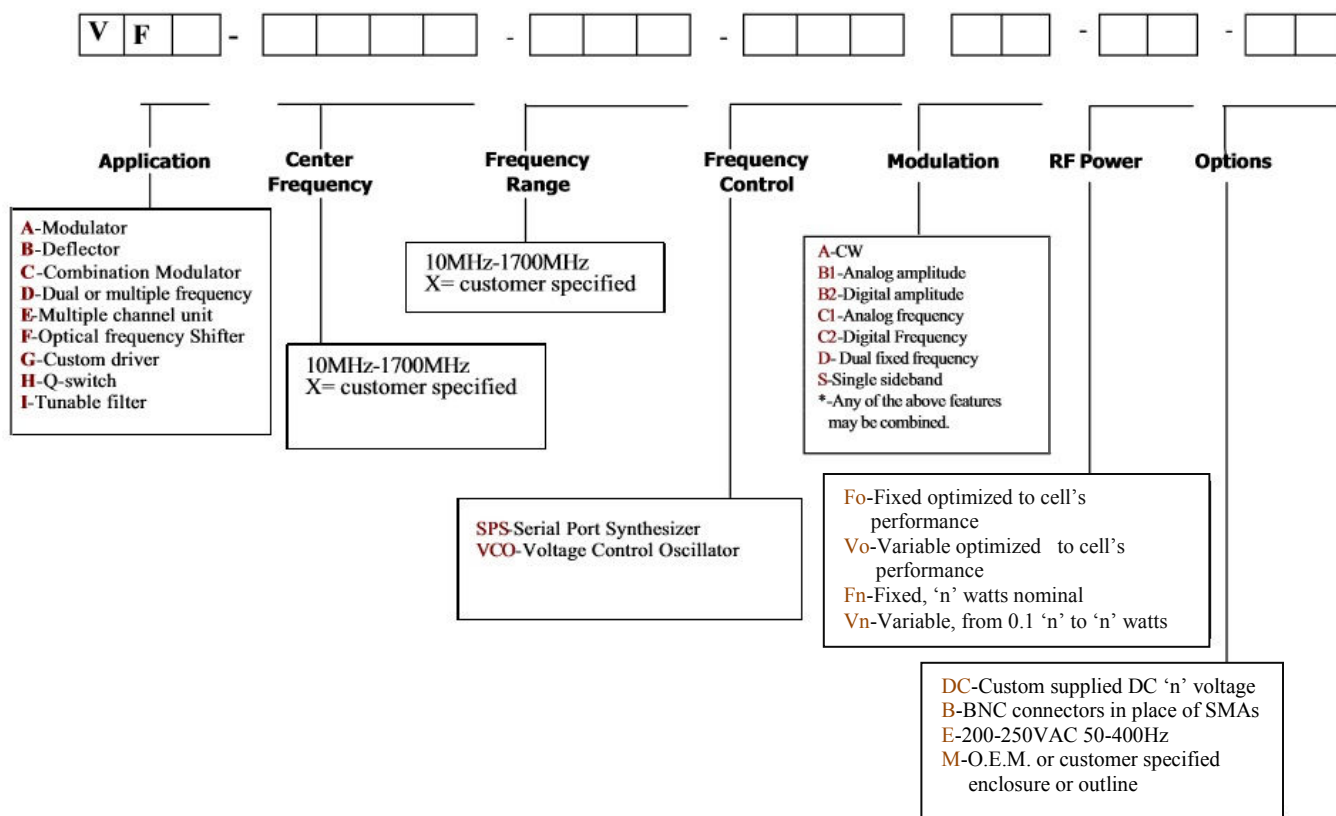 V F - - - - -
Application
Center
Frequency
Frequency
Range
Frequency
Control
Modulation
RF Power
Options
A-Modulator
B-Deflector
C-Combination Modulator
D-Dual or multiple frequency
E-Multiple channel unit
F-Optical frequency Shifter
G-Custom driver
H-Q-switch
I-Tunable filter
10MHz-1700MHz
X= customer specified
10MHz-1700MHz
X= customer specified
SPS-Serial Port Synthesizer
VCO-Voltage Control Oscillator
A-CW
B1-Analog amplitude
B2-Digital amplitude
C1-Analog frequency
C2-Digital Frequency
D- Dual fixed frequency
S-Single sideband
*-Any of the above features
may be combined.
Fo-Fixed optimized to cell’s
performance
Vo-Variable optimized to cell’s
performance
Fn-Fixed, ‘n’ watts nominal
Vn-Variable, from 0.1 ‘n’ to ‘n’ watts
DC-Custom supplied DC ‘n’ voltage
B-BNC connectors in place of SMAs
E-200-250VAC 50-400Hz
M-O.E.M. or customer specified
enclosure or outline